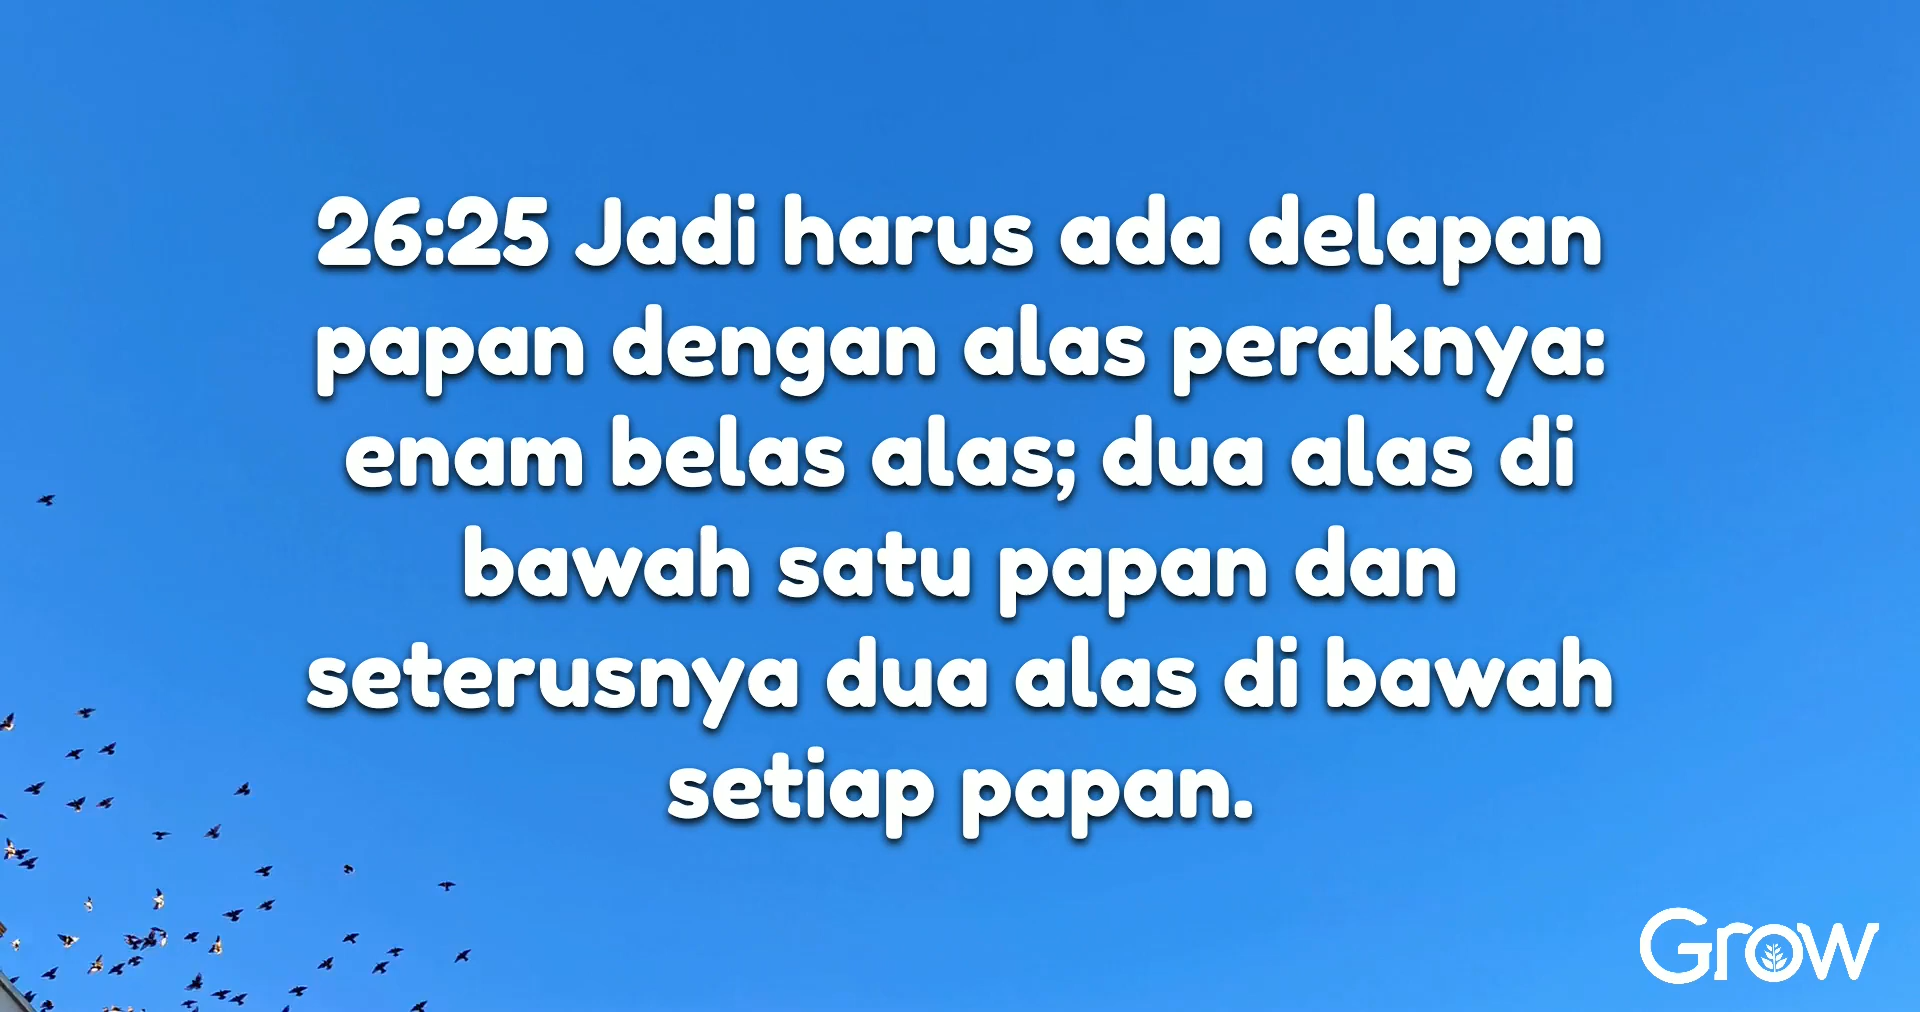 26:25 Jadi harus ada delapan
papan dengan alas peraknya:
enam belas alas; dua alas di
bawah satu papan dan
seterusnya dua alas di bawah
setiap papan.
Grow